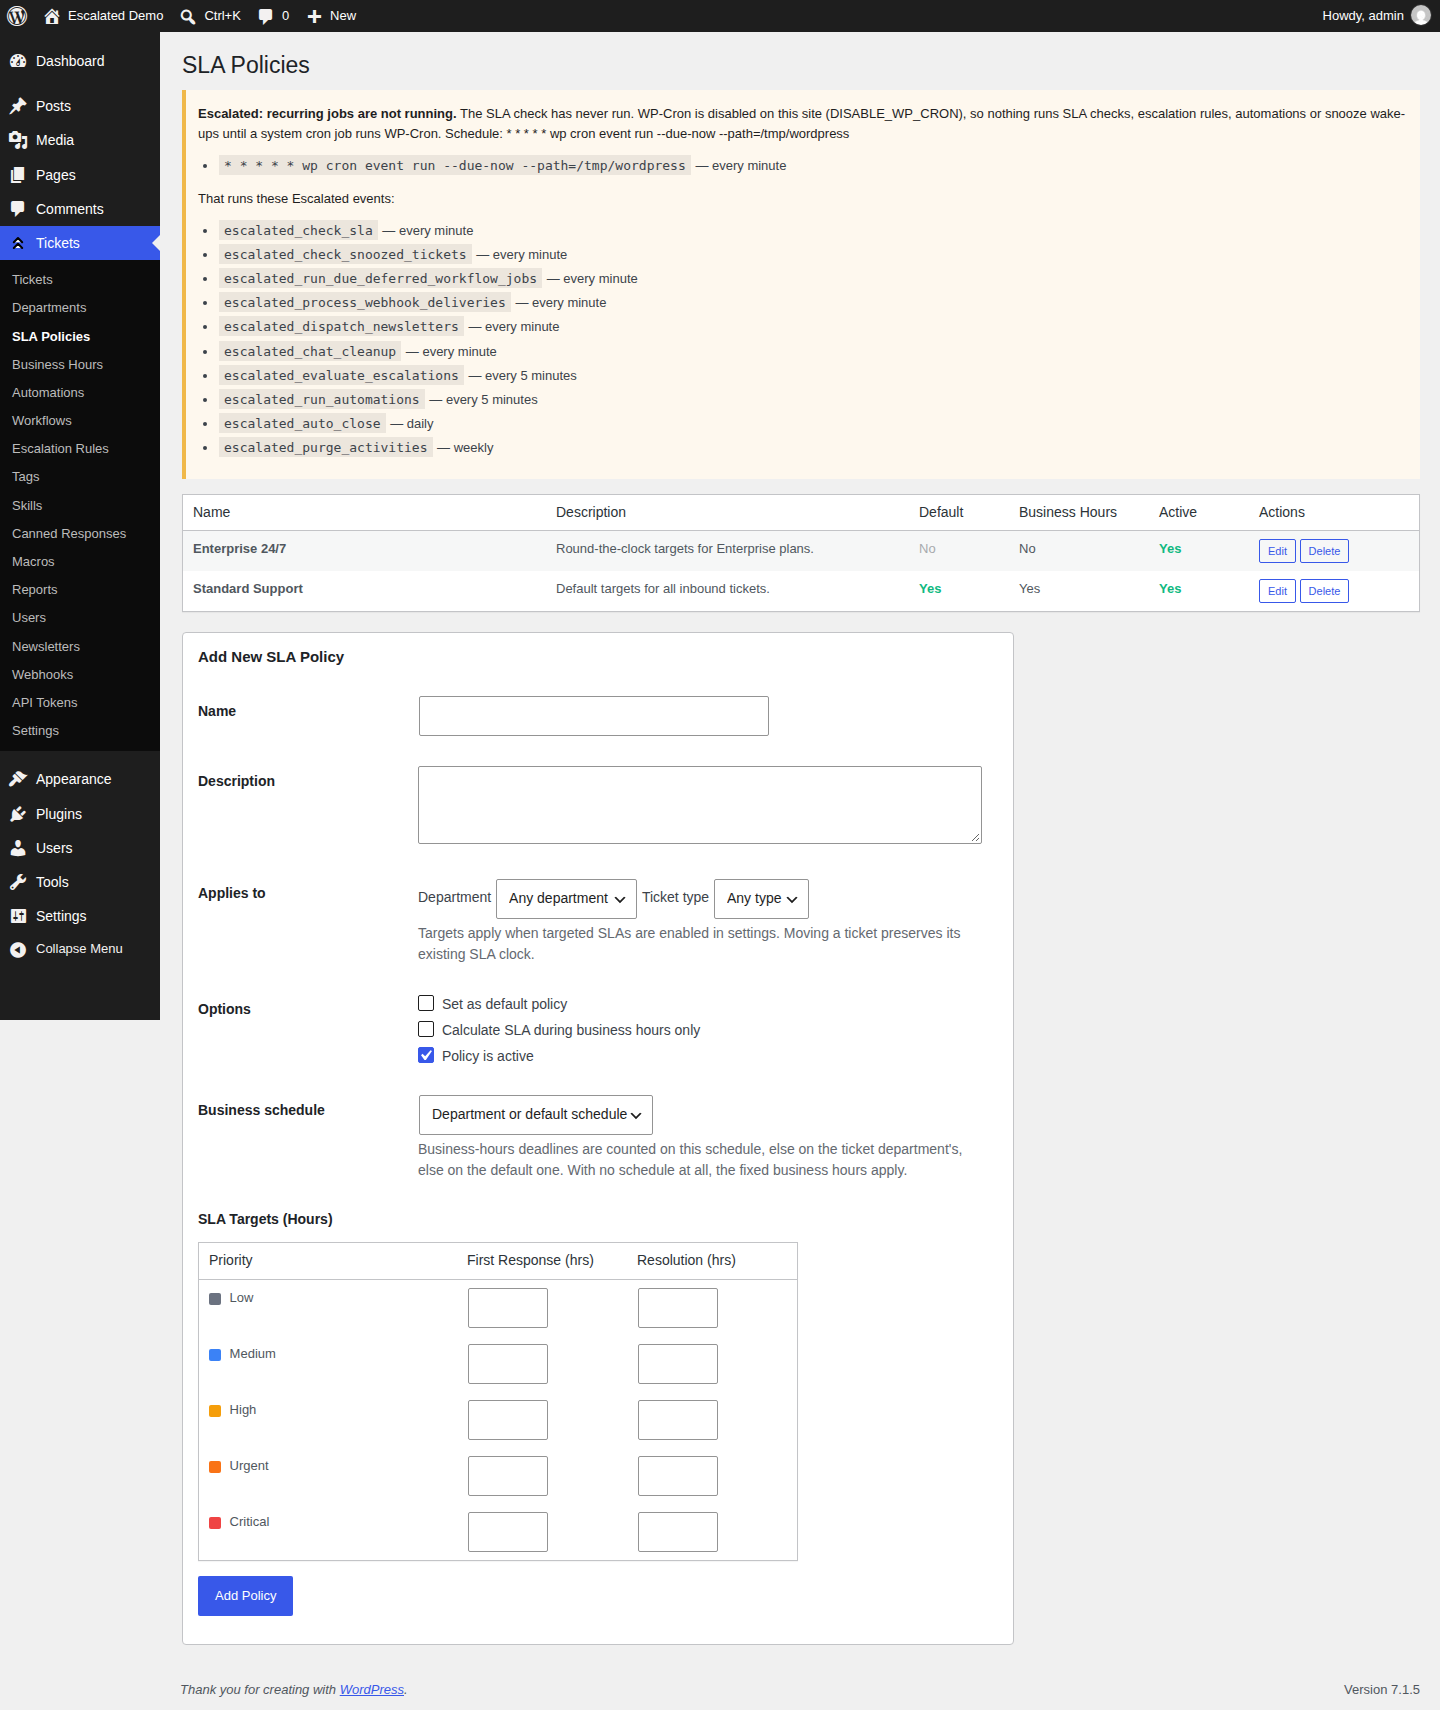 Escalated Demo
Ctrl+K
0
New
Howdy, admin
Dashboard
Posts
Media
Pages
Comments
Tickets
Tickets
Departments
SLA Policies
Business Hours
Automations
Workflows
Escalation Rules
Tags
Skills
Canned Responses
Macros
Reports
Users
Newsletters
Webhooks
API Tokens
Settings
Appearance
Plugins
Users
Tools
Settings
Collapse Menu
SLA Policies
Escalated: recurring jobs are not running. The SLA check has never run. WP-Cron is disabled on this site (DISABLE_WP_CRON), so nothing runs SLA checks, escalation rules, automations or snooze wake-
ups until a system cron job runs WP-Cron. Schedule: * * * * * wp cron event run --due-now --path=/tmp/wordpress
• * * * * * wp cron event run --due-now --path=/tmp/wordpress — every minute
That runs these Escalated events:
• escalated_check_sla — every minute
• escalated_check_snoozed_tickets — every minute
• escalated_run_due_deferred_workflow_jobs — every minute
• escalated_process_webhook_deliveries — every minute
• escalated_dispatch_newsletters — every minute
• escalated_chat_cleanup — every minute
• escalated_evaluate_escalations — every 5 minutes
• escalated_run_automations — every 5 minutes
• escalated_auto_close — daily
• escalated_purge_activities — weekly
Name Description Default Business Hours Active Actions
Enterprise 24/7 Round-the-clock targets for Enterprise plans. No No Yes Edit Delete
Standard Support Default targets for all inbound tickets. Yes Yes Yes Edit Delete
Add New SLA Policy
Name
Description
Applies to
Department Any department Ticket type Any type
Targets apply when targeted SLAs are enabled in settings. Moving a ticket preserves its
existing SLA clock.
Options
Set as default policy
Calculate SLA during business hours only
Policy is active
Business schedule
Department or default schedule
Business-hours deadlines are counted on this schedule, else on the ticket department's,
else on the default one. With no schedule at all, the fixed business hours apply.
SLA Targets (Hours)
Priority First Response (hrs) Resolution (hrs)
Low
Medium
High
Urgent
Critical
Add Policy
Thank you for creating with WordPress.
Version 7.1.5